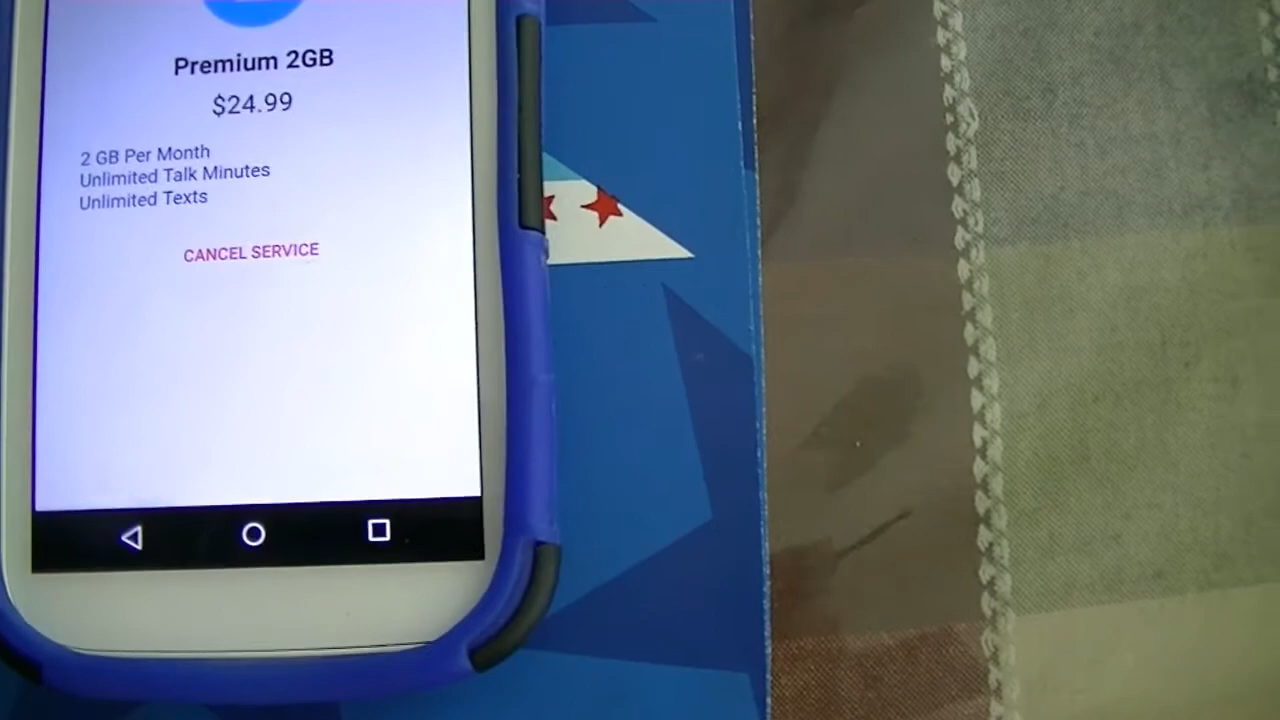 Premium 2GB
$24.99
2 GB Per Month
Unlimited Talk Minutes
Unlimited Texts
CANCEL SERVICE